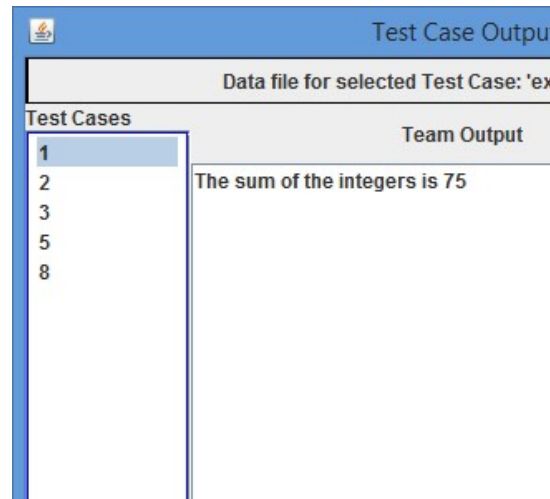 Test Case Outpu
Data file for selected Test Case: 'ex
Test Cases
Team Output
1
2
3
5
8
The sum of the integers is 75